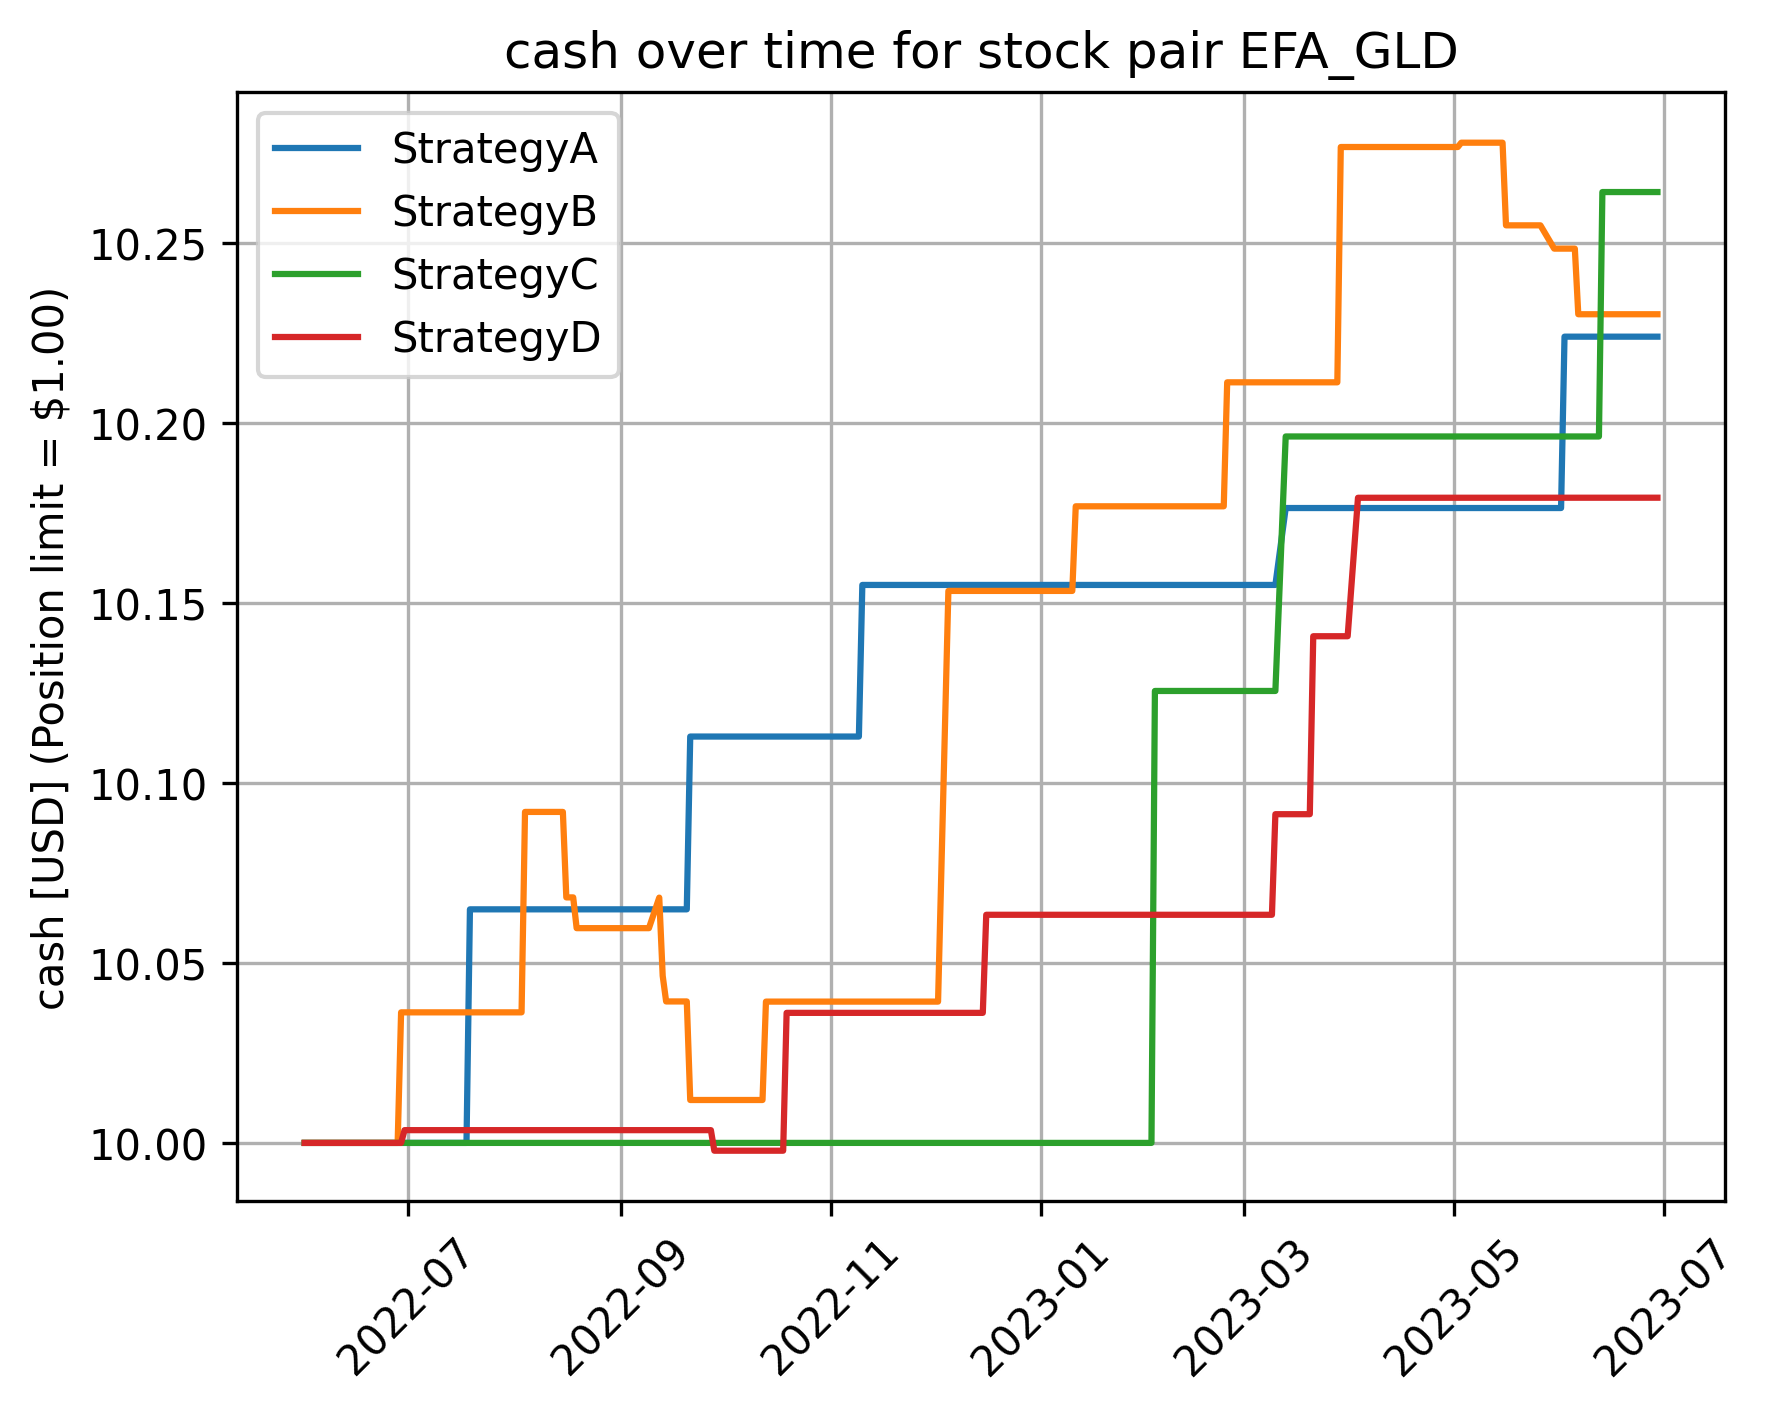 cash over time for stock pair EFA_GLD
StrategyA
StrategyB
StrategyC
StrategyD
cash [USD] (Position limit = $1.00)
10.25
10.20
10.15
10.10
10.05
10.00
2022-07
2022-09
2022-11
2023-01
2023-03
2023-05
2023-07